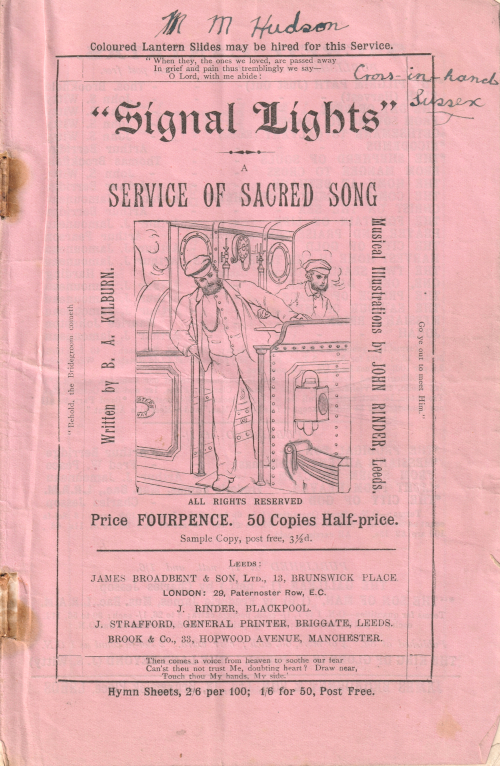 M M Hudson
Coloured Lantern Slides may be hired for this Service.
"When they, the ones we loved, are passed away
In grief and pain thus tremblingly we say—
O Lord, with me abide!
Cross-in-hand
Sussex
"Signal Lights"
A
SERVICE OF SACRED SONG
Written by B. A. KILBURN.
Musical Illustrations by JOHN RINDER, Leeds.
"Behold, the Bridegroom cometh
Go ye out to meet Him."
ALL RIGHTS RESERVED
Price FOURPENCE. 50 Copies Half-price.
Sample Copy, post free, 3½d.
LEEDS:
JAMES BROADBENT & SON, LTD., 13, BRUNSWICK PLACE
LONDON: 29, Paternoster Row, E.C.
J. RINDER, BLACKPOOL.
J. STRAFFORD, GENERAL PRINTER, BRIGGATE, LEEDS.
BROOK & Co., 33, HOPWOOD AVENUE, MANCHESTER.
Then comes a voice from heaven to soothe our fear
Can'st thou not trust Me, doubting heart? Draw near,
Touch thou My hands, My side.'
Hymn Sheets, 2/6 per 100; 1/6 for 50, Post Free.